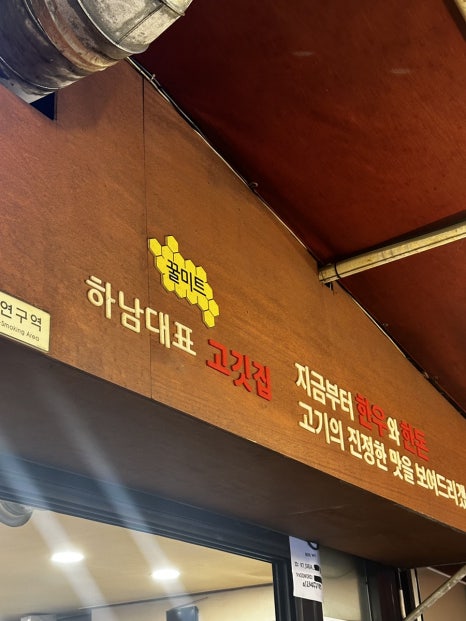 꿀미트
하남대표 고깃집
지금부터 한우와 한돈
고기의 진정한 맛을 보여드리겠
연구역
Smoking Area